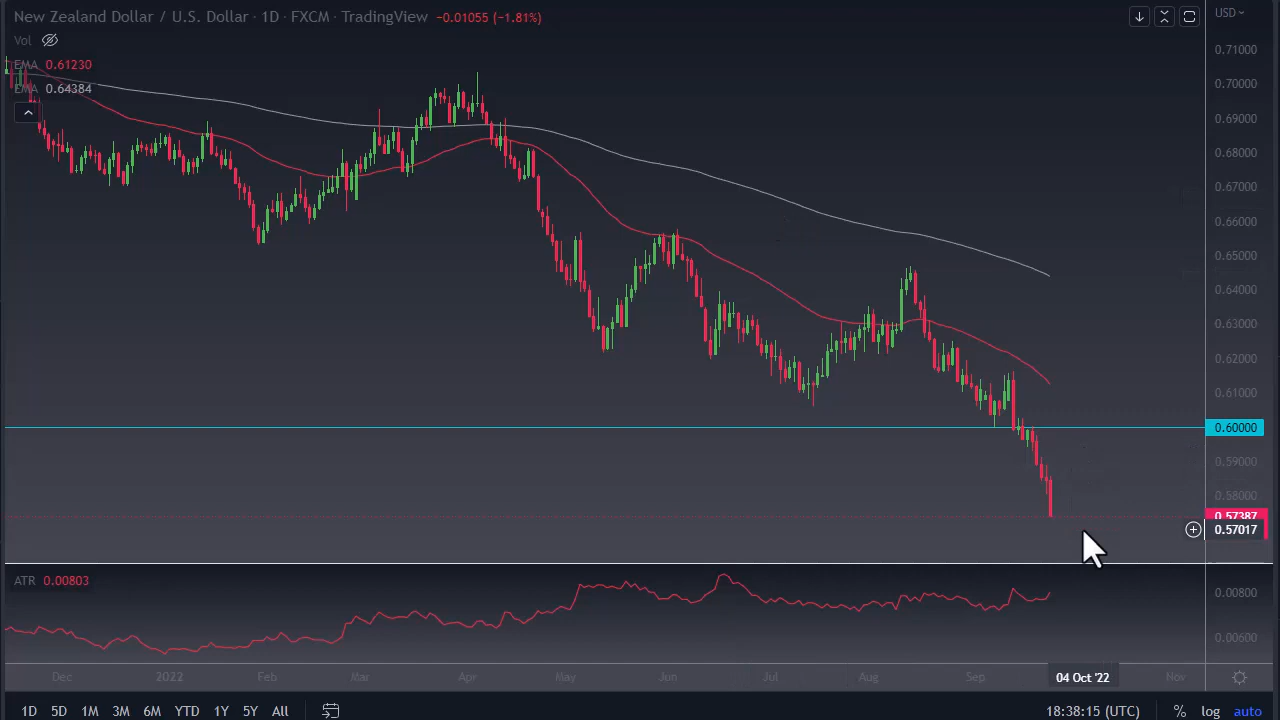 New Zealand Dollar / U.S. Dollar · 1D · FXCM · TradingView −0.01055 (−1.81%)
USD
Vol
EMA 0.61230
EMA 0.64384
0.71000
0.70000
0.69000
0.68000
0.67000
0.66000
0.65000
0.64000
0.63000
0.62000
0.61000
0.60000
0.59000
0.58000
0.57387
0.57017
ATR 0.00803
0.00800
0.00600
Dec 2022 Feb Mar Apr May Jun Jul Aug Sep 04 Oct '22 Nov
1D 5D 1M 3M 6M YTD 1Y 5Y All 18:38:15 (UTC) % log auto